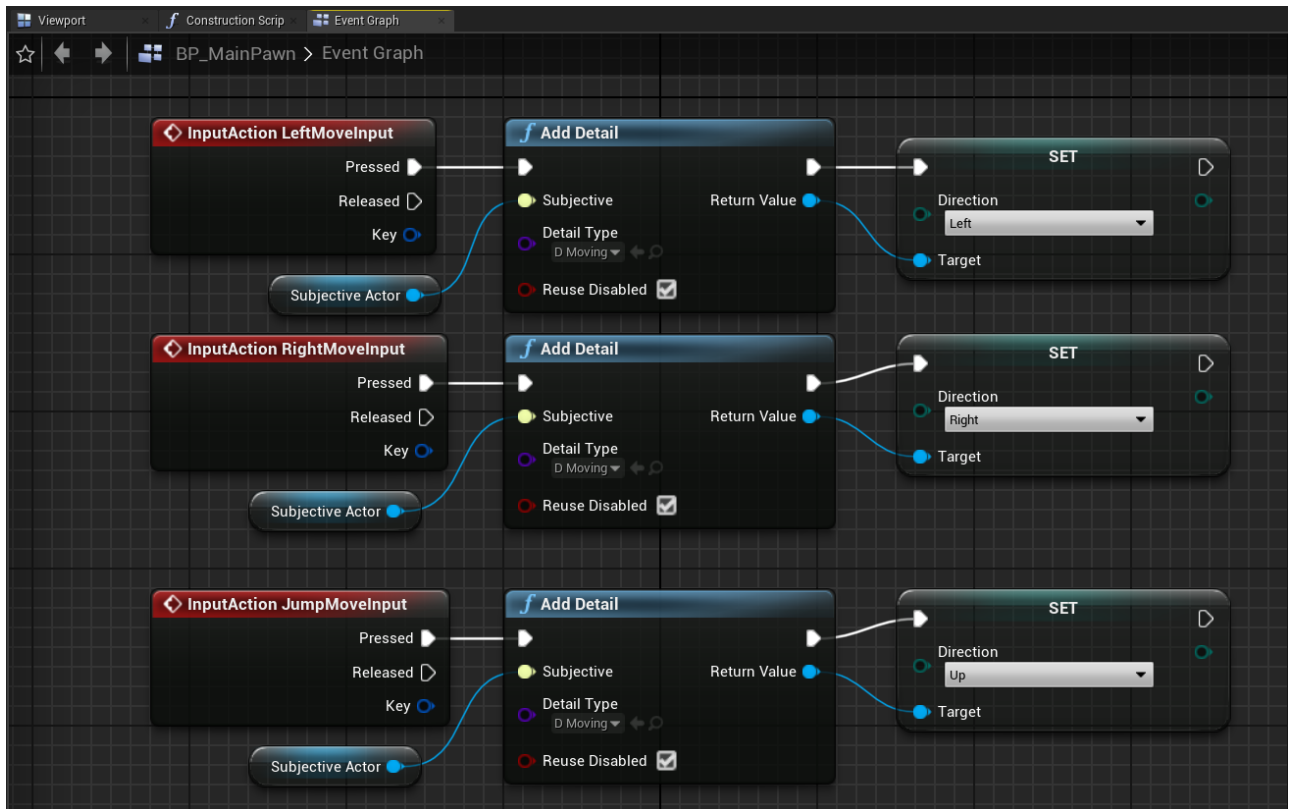 Viewport
Construction Scrip
Event Graph
BP_MainPawn > Event Graph
InputAction LeftMoveInput
Pressed
Released
Key
Subjective Actor
f Add Detail
Subjective
Return Value
Detail Type
D Moving
Reuse Disabled
SET
Direction
Left
Target
InputAction RightMoveInput
Pressed
Released
Key
Subjective Actor
f Add Detail
Subjective
Return Value
Detail Type
D Moving
Reuse Disabled
SET
Direction
Right
Target
InputAction JumpMoveInput
Pressed
Released
Key
Subjective Actor
f Add Detail
Subjective
Return Value
Detail Type
D Moving
Reuse Disabled
SET
Direction
Up
Target